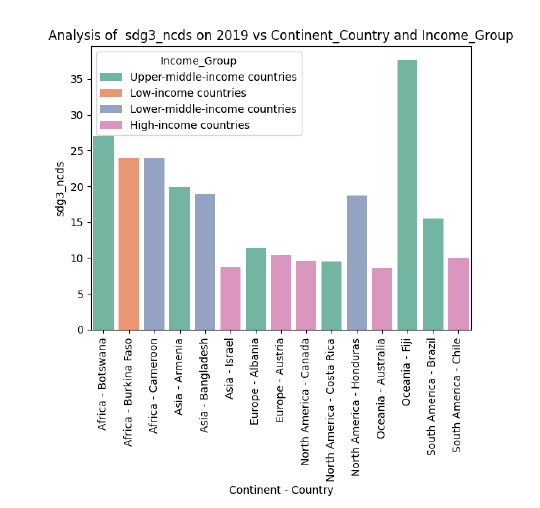 Analysis of  sdg3_ncds on 2019 vs Continent_Country and Income_Group
Income_Group
Upper-middle-income countries
Low-income countries
Lower-middle-income countries
High-income countries
35
30
25
20
15
10
5
0
sdg3_ncds
Africa - Botswana
Africa - Burkina Faso
Africa - Cameroon
Asia - Armenia
Asia - Bangladesh
Asia - Israel
Europe - Albania
Europe - Austria
North America - Canada
North America - Costa Rica
North America - Honduras
Oceania - Australia
Oceania - Fiji
South America - Brazil
South America - Chile
Continent - Country